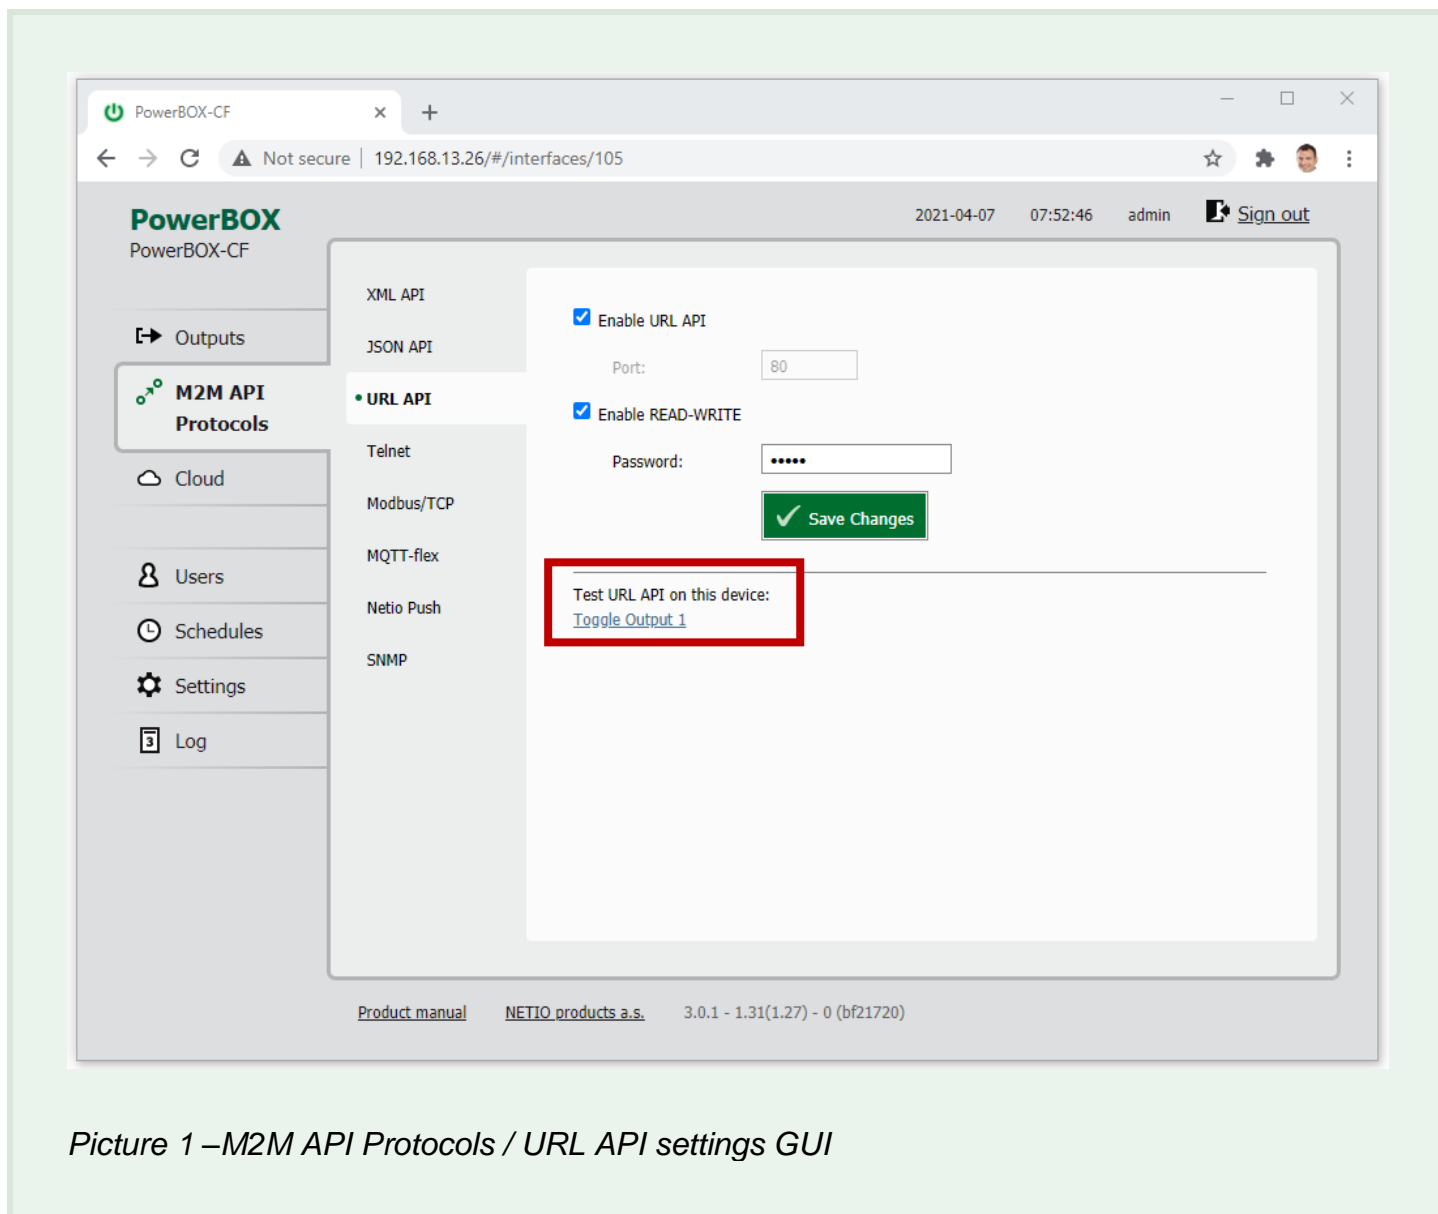 PowerBOX-CF
Not secure | 192.168.13.26/#/interfaces/105
PowerBOX
PowerBOX-CF
2021-04-07 07:52:46 admin Sign out
Outputs
M2M API
Protocols
Cloud
Users
Schedules
Settings
3 Log
XML API
JSON API
URL API
Telnet
Modbus/TCP
MQTT-flex
Netio Push
SNMP
Enable URL API
Port: 80
Enable READ-WRITE
Password: •••••
Save Changes
Test URL API on this device:
Toggle Output 1
Product manual NETIO products a.s. 3.0.1 - 1.31(1.27) - 0 (bf21720)
Picture 1 –M2M API Protocols / URL API settings GUI